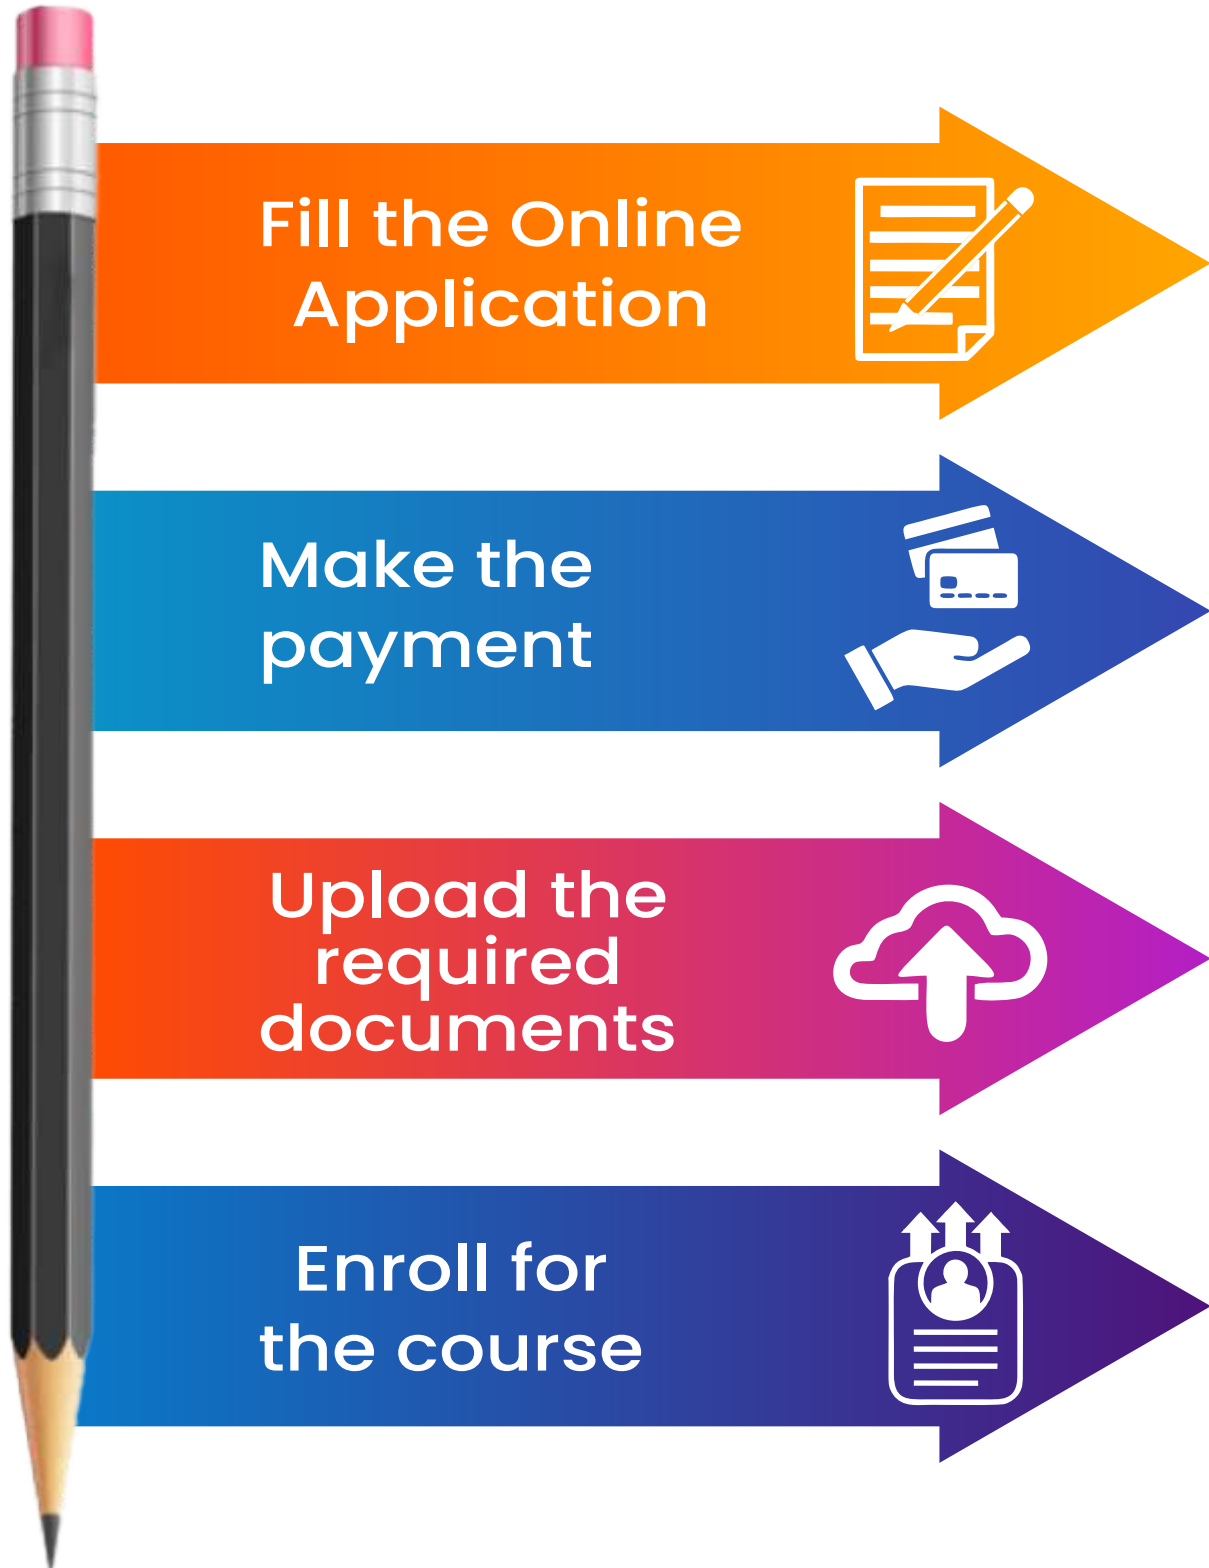 Fill the Online
Application
Make the
payment
Upload the
required
documents
Enroll for
the course